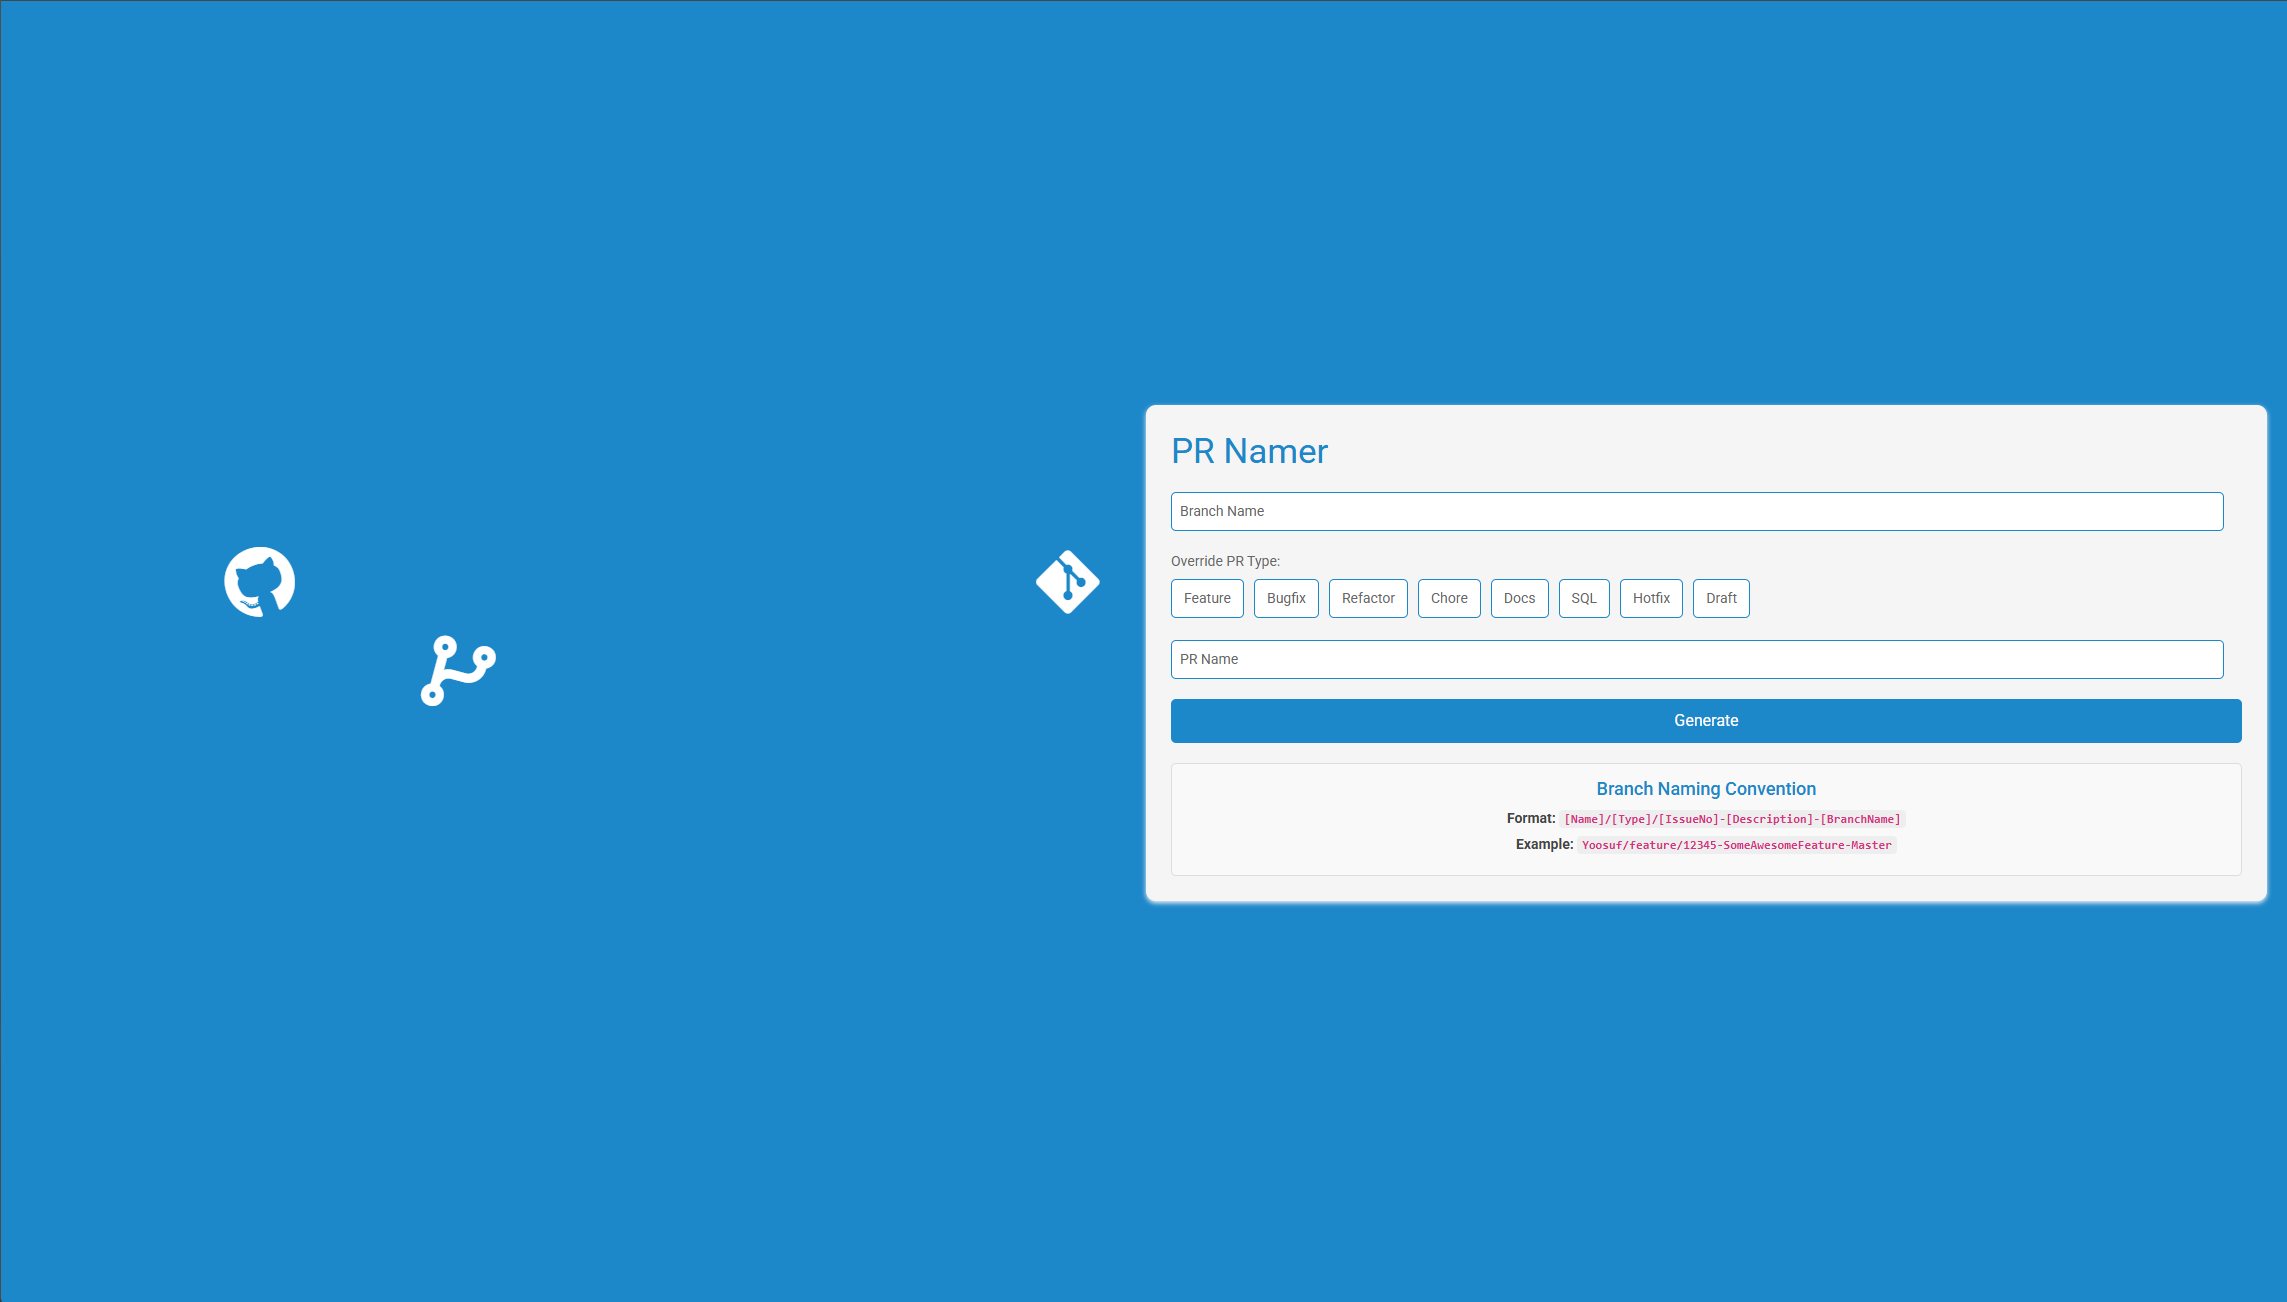 PR Namer
Branch Name
Override PR Type:
Feature Bugfix Refactor Chore Docs SQL Hotfix Draft
PR Name
Generate
Branch Naming Convention
Format: [Name]/[Type]/[IssueNo]-[Description]-[BranchName]
Example: Yoosuf/feature/12345-SomeAwesomeFeature-Master